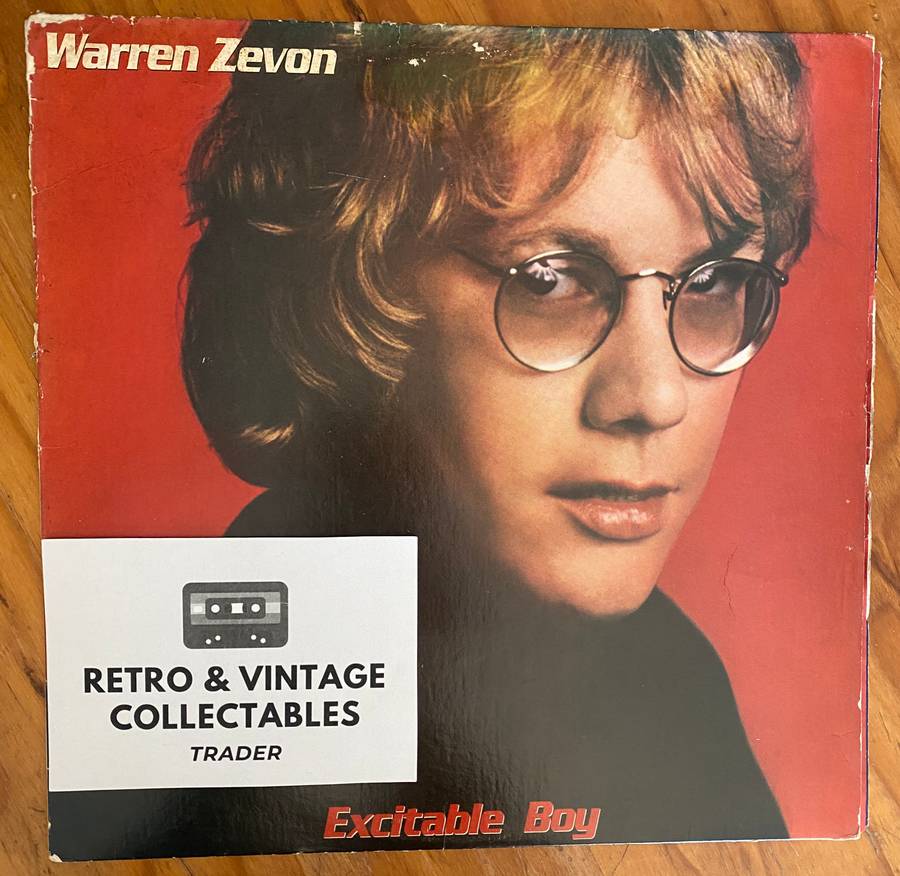 Warren Zevon
RETRO & VINTAGE
COLLECTABLES
TRADER
Excitable Boy